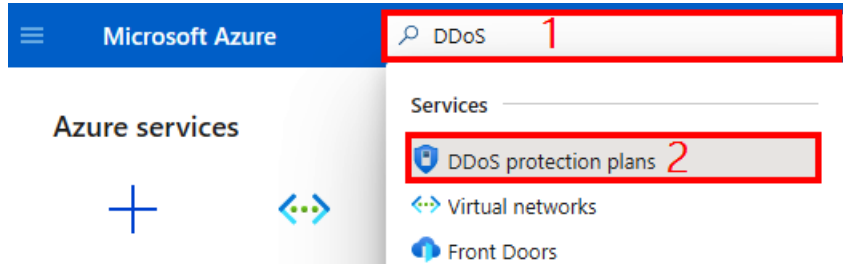 Microsoft Azure
DDoS 1
Services
Azure services
DDoS protection plans 2
Virtual networks
Front Doors